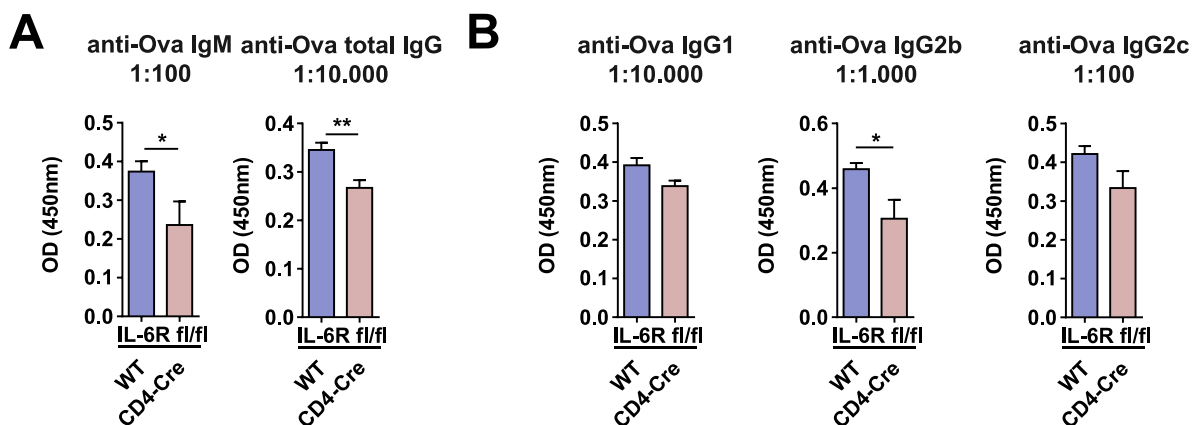 A
anti-Ova IgM
1:100
OD (450nm)
0.5
0.4
0.3
0.2
0.1
0.0
*
IL-6R fl/fl
WT
CD4-Cre
anti-Ova total IgG
1:10.000
OD (450nm)
0.4
0.3
0.2
0.1
0.0
**
IL-6R fl/fl
WT
CD4-Cre
B
anti-Ova IgG1
1:10.000
OD (450nm)
0.5
0.4
0.3
0.2
0.1
0.0
IL-6R fl/fl
WT
CD4-Cre
anti-Ova IgG2b
1:1.000
OD (450nm)
0.6
0.4
0.2
0.0
*
IL-6R fl/fl
WT
CD4-Cre
anti-Ova IgG2c
1:100
OD (450nm)
0.5
0.4
0.3
0.2
0.1
0.0
IL-6R fl/fl
WT
CD4-Cre